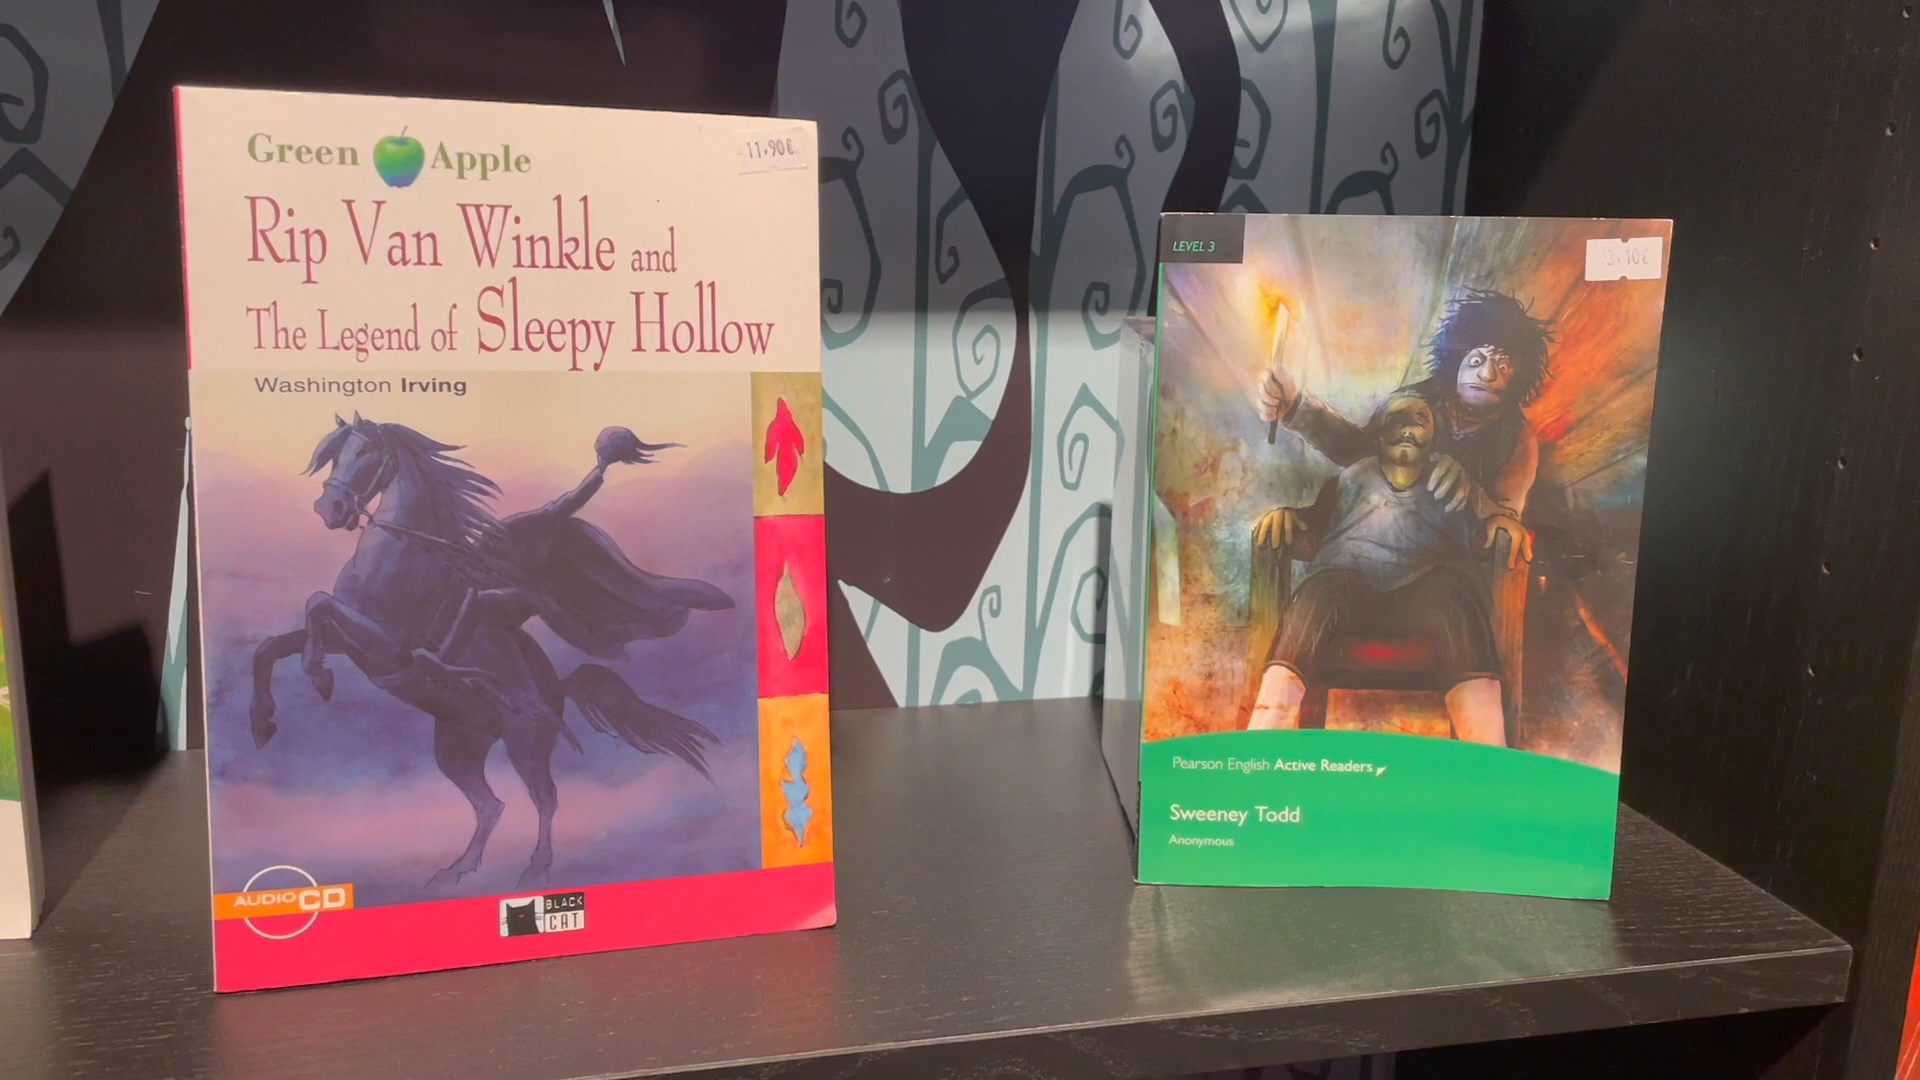 Green Apple
11,90€
Rip Van Winkle and
The Legend of Sleepy Hollow
Washington Irving
AUDIO CD
BLACK
CAT
LEVEL 3
Pearson English Active Readers
Sweeney Todd
Anonymous